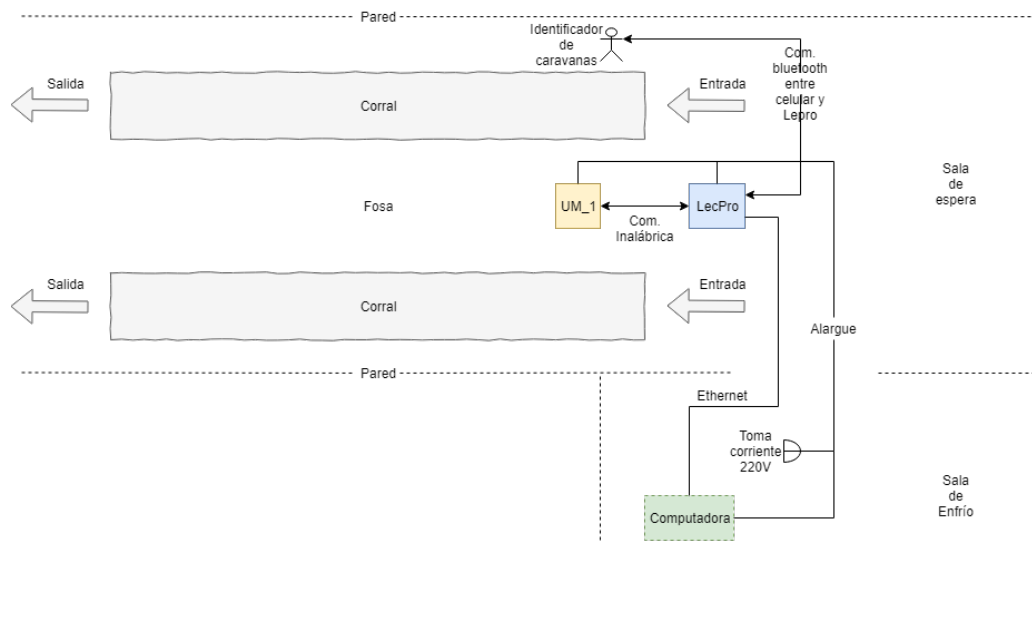 Pared
Identificador
de
caravanas
Com.
bluetooth
entre
celular y
Lepro
Salida
Corral
Entrada
Sala
de
espera
Fosa
UM_1
LecPro
Com.
Inalábrica
Salida
Corral
Entrada
Alargue
Pared
Ethernet
Toma
corriente
220V
Sala
de
Enfrío
Computadora